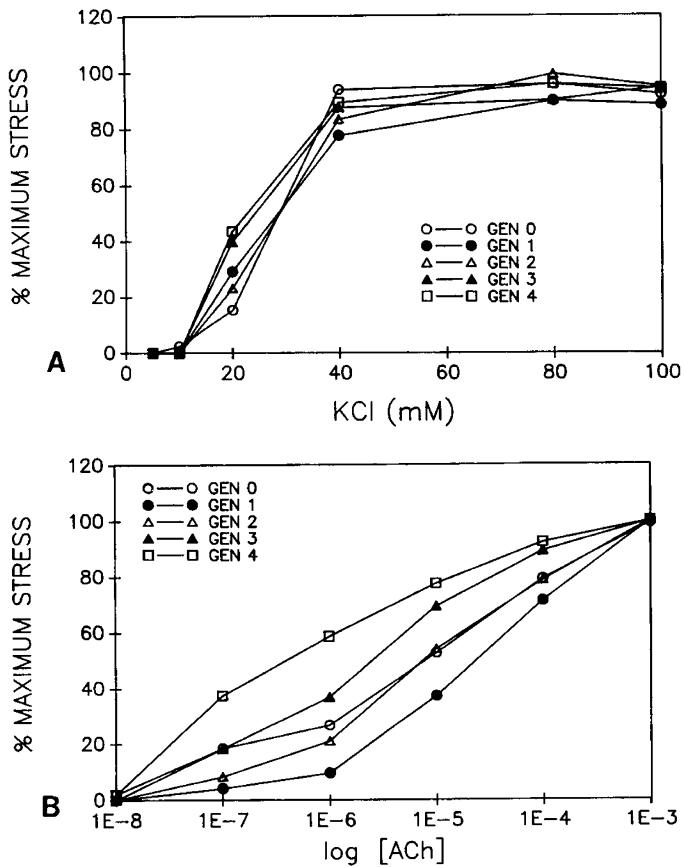 120
100
80
60
40
20
0
% MAXIMUM STRESS
GEN 0
GEN 1
GEN 2
GEN 3
GEN 4
A
0 20 40 60 80 100
KCl (mM)
120
100
80
60
40
20
0
% MAXIMUM STRESS
GEN 0
GEN 1
GEN 2
GEN 3
GEN 4
B
1E-8 1E-7 1E-6 1E-5 1E-4 1E-3
log [ACh]